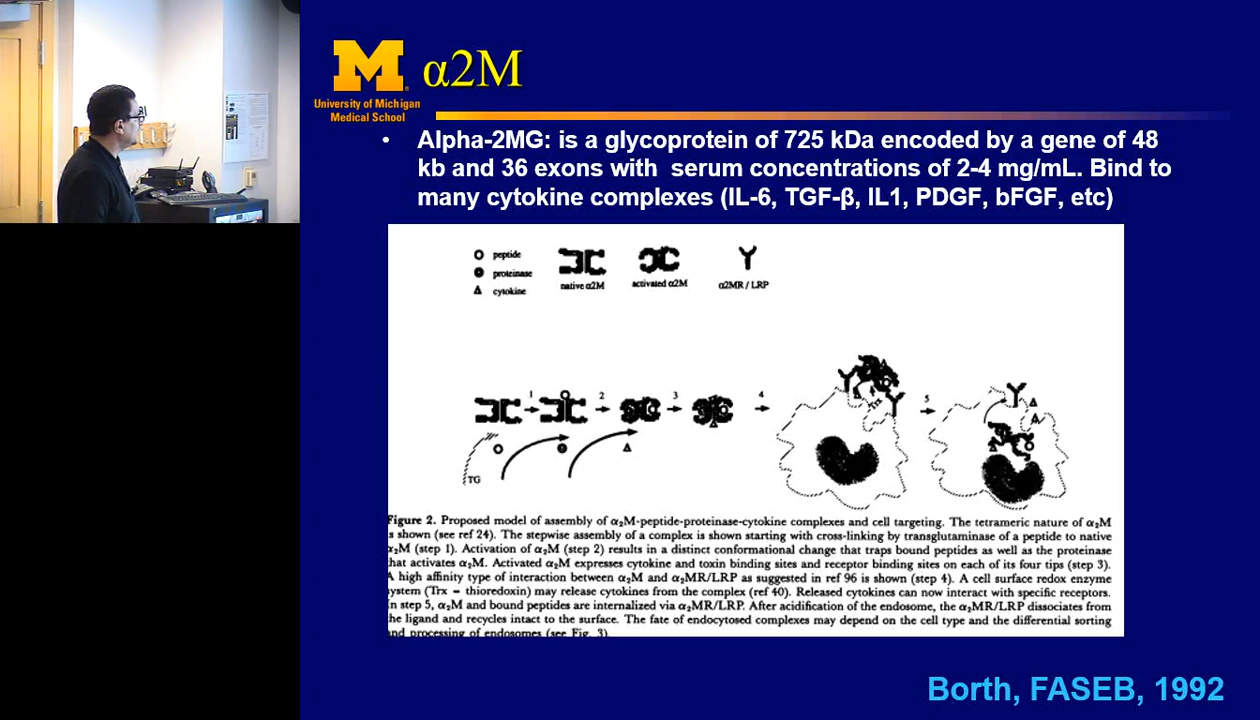 α2M
University of Michigan
Medical School
• Alpha-2MG: is a glycoprotein of 725 kDa encoded by a gene of 48
kb and 36 exons with serum concentrations of 2-4 mg/mL. Bind to
many cytokine complexes (IL-6, TGF-β, IL1, PDGF, bFGF, etc)
peptide
proteinase
cytokine
native α2M
activated α2M
α2MR / LRP
1
2
3
4
5
TG
Trx
Figure 2. Proposed model of assembly of α₂M-peptide-proteinase-cytokine complexes and cell targeting. The tetrameric nature of α₂M
is shown (see ref 24). The stepwise assembly of a complex is shown starting with cross-linking by transglutaminase of a peptide to native
α₂M (step 1). Activation of α₂M (step 2) results in a distinct conformational change that traps bound peptides as well as the proteinase
that activates α₂M. Activated α₂M expresses cytokine and toxin binding sites and receptor binding sites on each of its four tips (step 3).
A high affinity type of interaction between α₂M and α₂MR/LRP as suggested in ref 96 is shown (step 4). A cell surface redox enzyme
system (Trx = thioredoxin) may release cytokines from the complex (ref 40). Released cytokines can now interact with specific receptors.
In step 5, α₂M and bound peptides are internalized via α₂MR/LRP. After acidification of the endosome, the α₂MR/LRP dissociates from
the ligand and recycles intact to the surface. The fate of endocytosed complexes may depend on the cell type and the differential sorting
and processing of endosomes (see Fig. 3).
Borth, FASEB, 1992